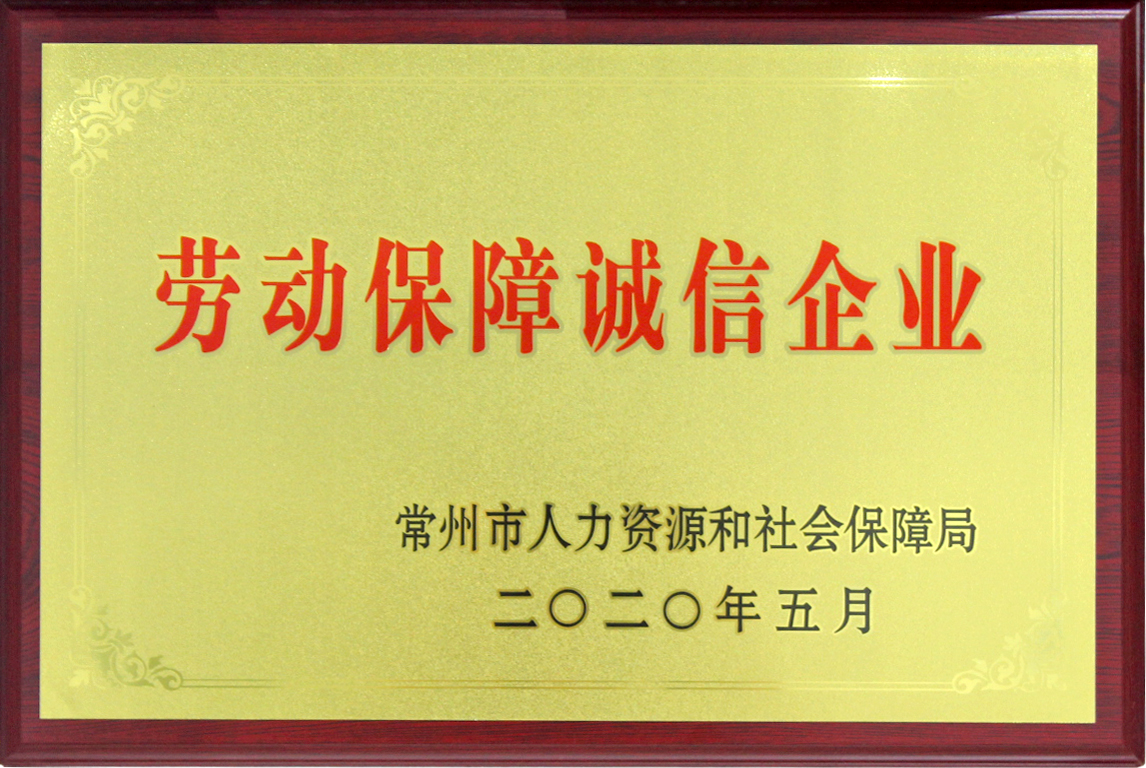 劳动保障诚信企业
常州市人力资源和社会保障局
二〇二〇年五月